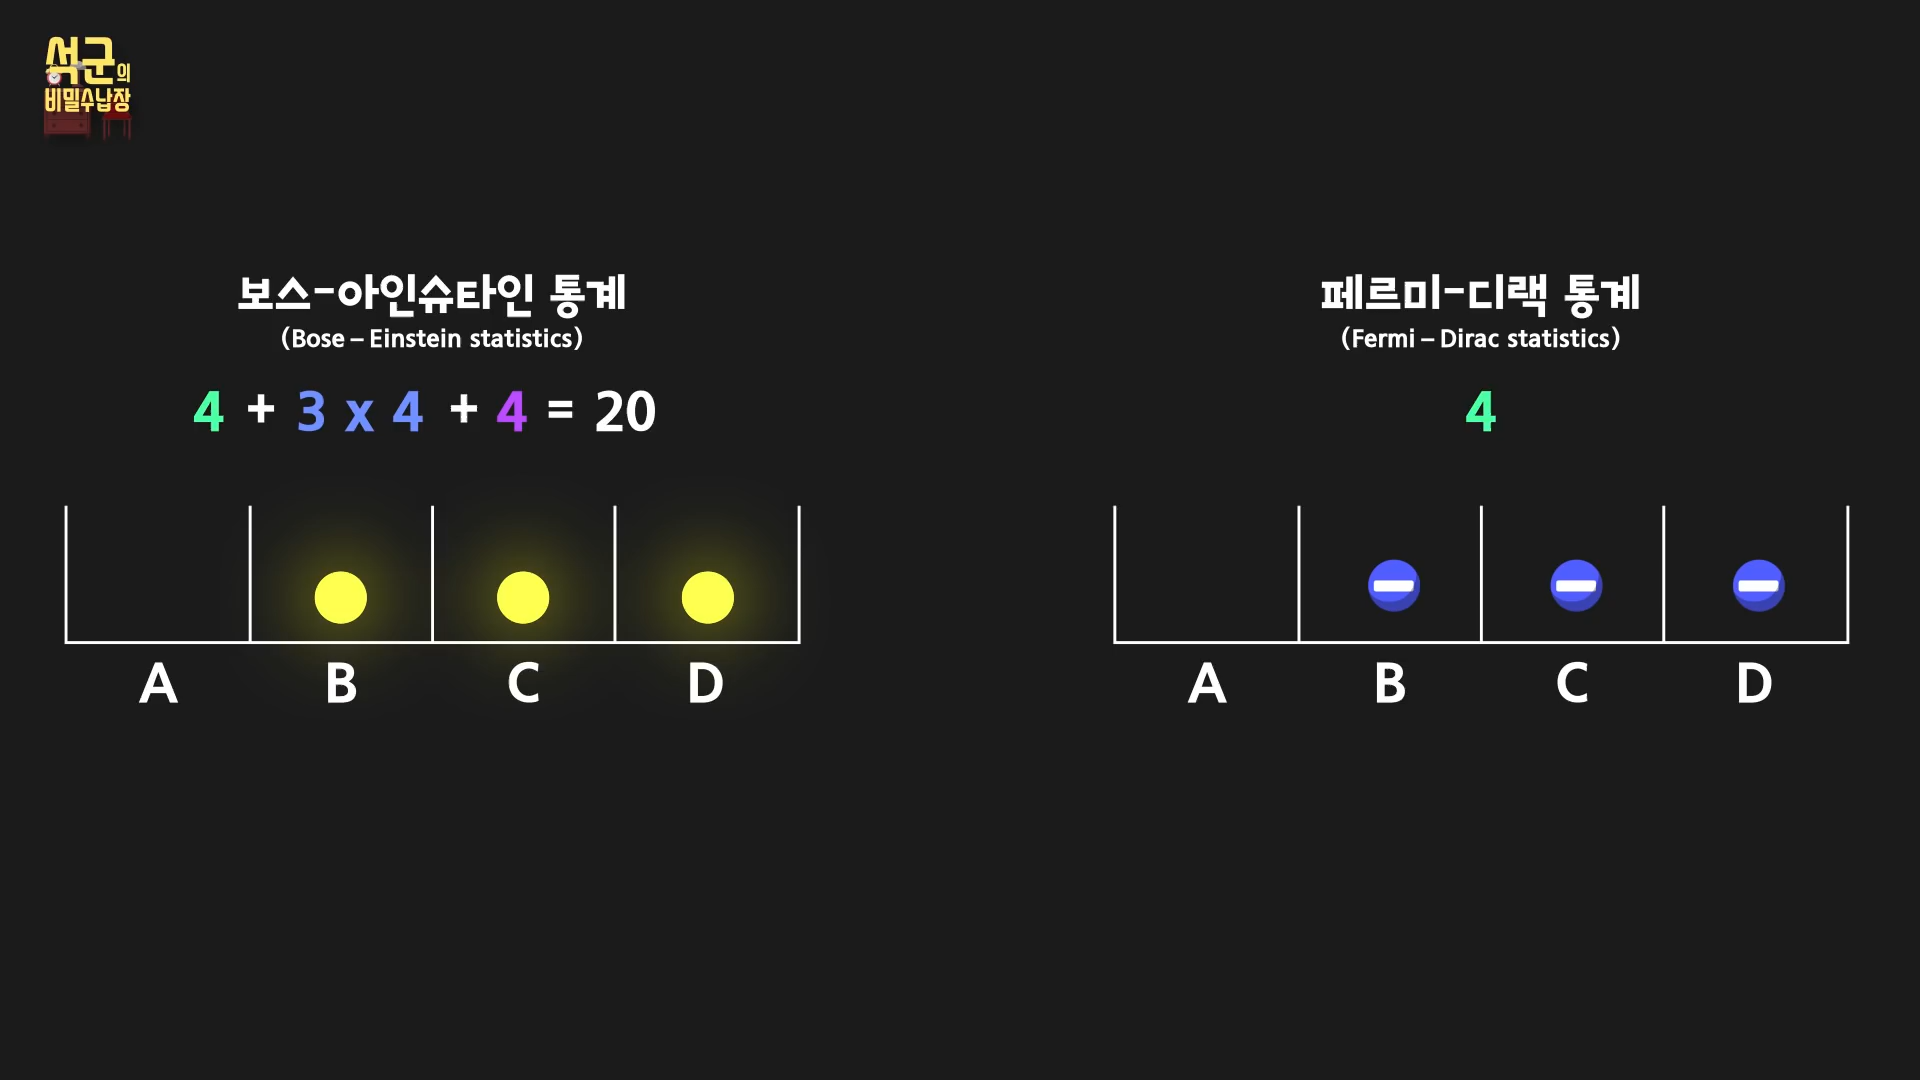 석군의
비밀수납장
보스-아인슈타인 통계
(Bose – Einstein statistics)
4 + 3 x 4 + 4 = 20
A B C D
페르미-디랙 통계
(Fermi – Dirac statistics)
4
A B C D